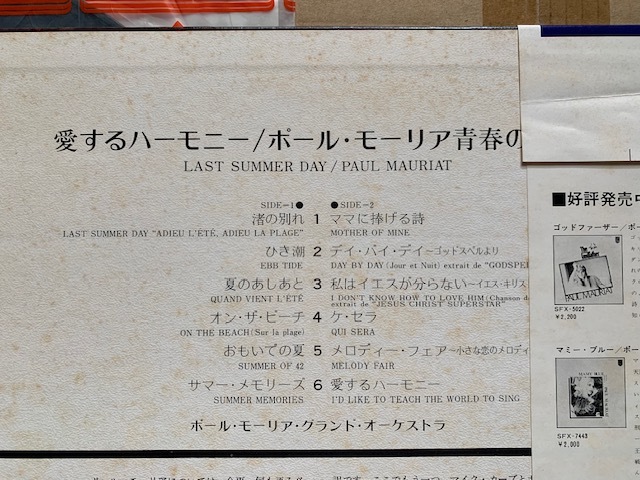 愛するハーモニー/ポール・モーリア青春の
LAST SUMMER DAY/PAUL MAURIAT
SIDE-1●
渚の別れ 1
LAST SUMMER DAY "ADIEU L'ÉTÉ, ADIEU LA PLAGE"
ひき潮 2
EBB TIDE
夏のあしあと 3
QUAND VIENT L'ÉTÉ
オン・ザ・ビーチ 4
ON THE BEACH (Sur la plage)
おもいでの夏 5
SUMMER OF 42
サマー・メモリーズ 6
SUMMER MEMORIES
●SIDE-2
ママに捧げる詩
MOTHER OF MINE
デイ・バイ・デイ~ゴッドスペルより
DAY BY DAY (Jour et Nuit) extrait de "GODSPE
私はイエスが分らない~イエス・キリス
I DON'T KNOW HOW TO LOVE HIM (Chanson d
extrait de "JESUS CHRIST SUPERSTAR"
ケ・セラ
QUI SERA
メロディー・フェア~小さな恋のメロディ
MELODY FAIR
愛するハーモニー
I'D LIKE TO TEACH THE WORLD TO SING
ポール・モーリア・グランド・オーケストラ
■好評発売中
ゴッドファーザー/ポー
PAUL MAURIAT
SFX-5022
¥2,200
マミー・ブルー/ポー
SFX-7443
¥2,000